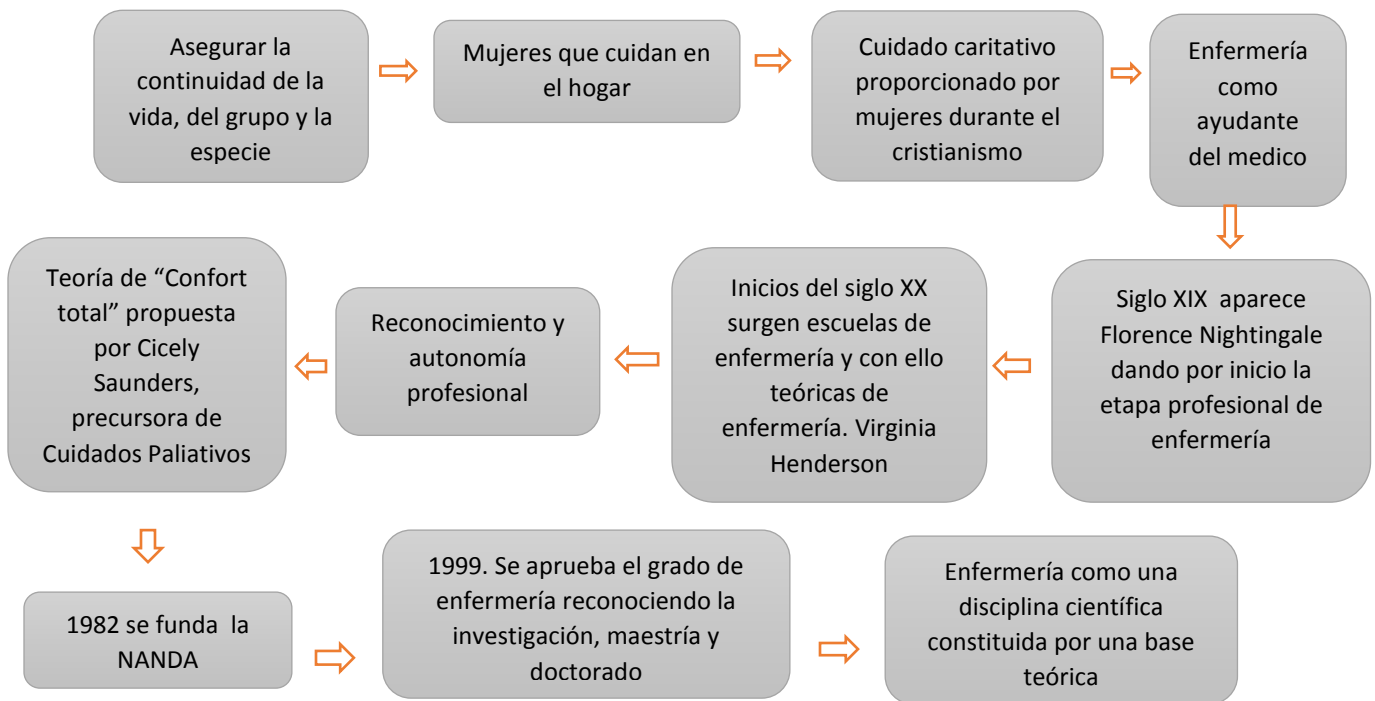 Asegurar la
continuidad de la
vida, del grupo y la
especie
Mujeres que cuidan en
el hogar
Cuidado caritativo
proporcionado por
mujeres durante el
cristianismo
Enfermería
como
ayudante
del medico
Siglo XIX aparece
Florence Nightingale
dando por inicio la
etapa profesional de
enfermería
Inicios del siglo XX
surgen escuelas de
enfermería y con ello
teóricas de
enfermería. Virginia
Henderson
Reconocimiento y
autonomía
profesional
Teoría de “Confort
total” propuesta
por Cicely
Saunders,
precursora de
Cuidados Paliativos
1982 se funda la
NANDA
1999. Se aprueba el grado de
enfermería reconociendo la
investigación, maestría y
doctorado
Enfermería como una
disciplina científica
constituida por una base
teórica